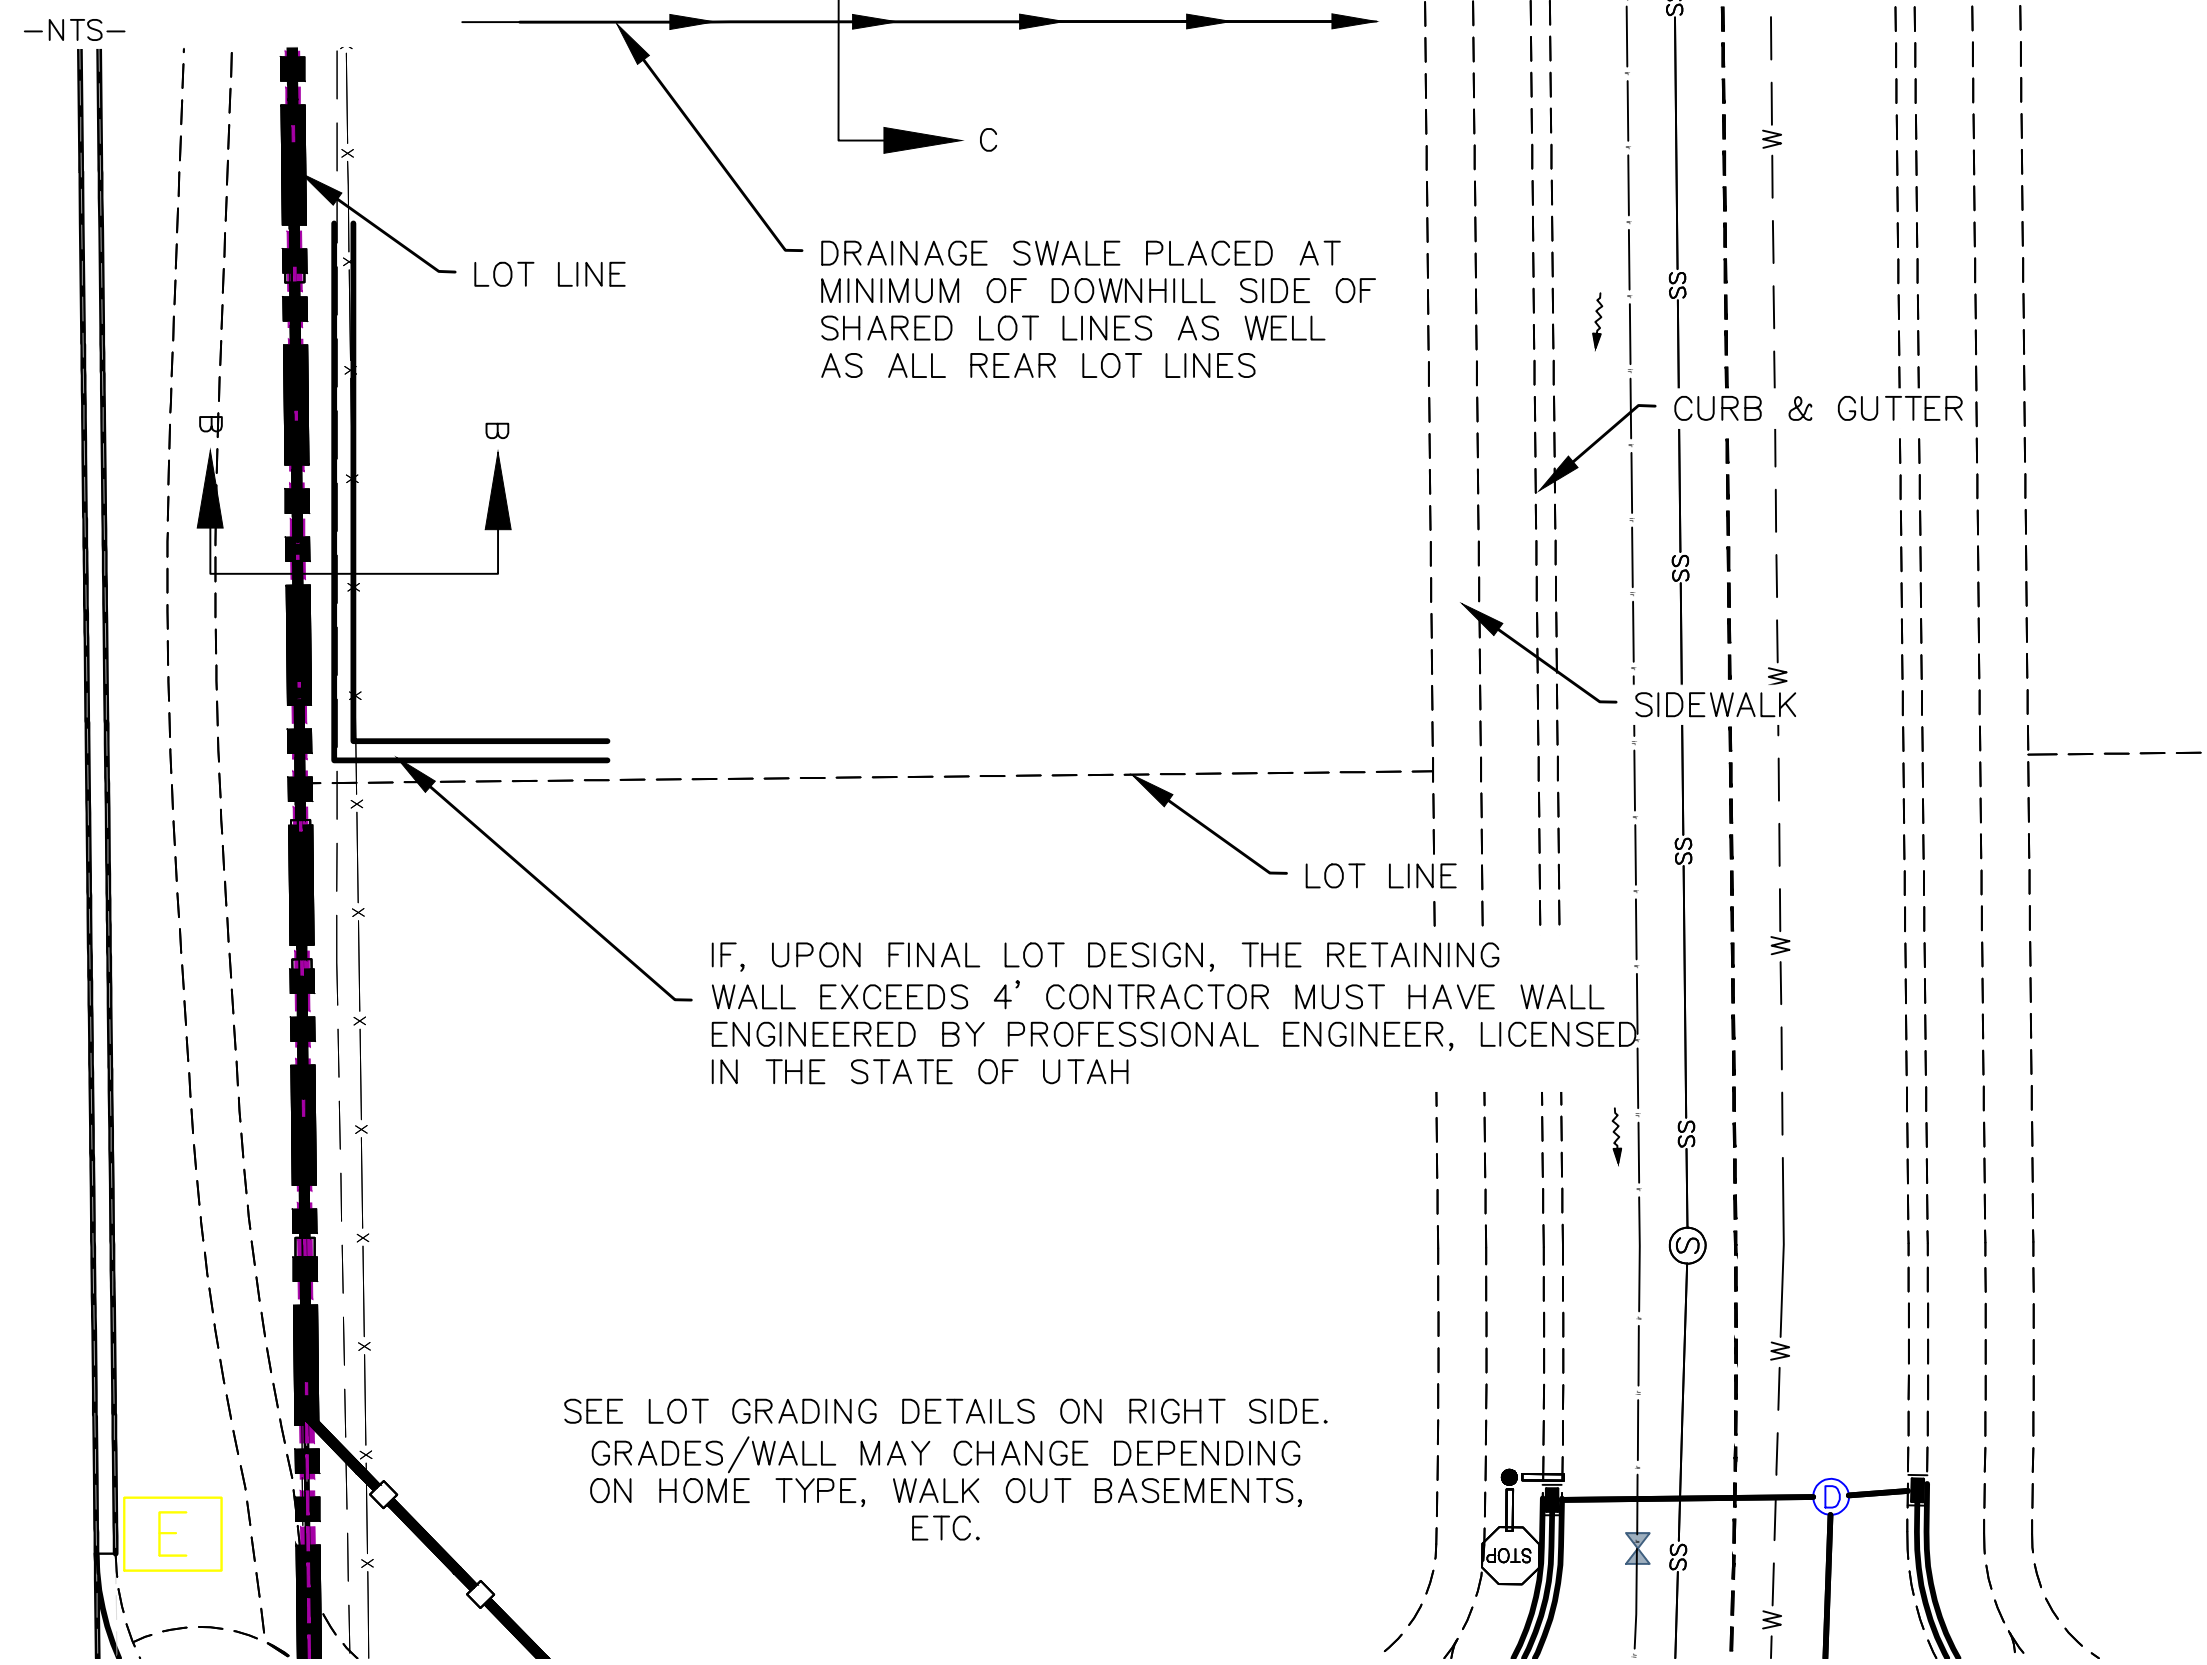 -NTS-
C
LOT LINE
DRAINAGE SWALE PLACED AT
MINIMUM OF DOWNHILL SIDE OF
SHARED LOT LINES AS WELL
AS ALL REAR LOT LINES
SS
W
SS
CURB & GUTTER
B
B
SS
W
SIDEWALK
SS
LOT LINE
W
IF, UPON FINAL LOT DESIGN, THE RETAINING
WALL EXCEEDS 4' CONTRACTOR MUST HAVE WALL
ENGINEERED BY PROFESSIONAL ENGINEER, LICENSED
IN THE STATE OF UTAH
SS
S
W
SEE LOT GRADING DETAILS ON RIGHT SIDE.
GRADES/WALL MAY CHANGE DEPENDING
ON HOME TYPE, WALK OUT BASEMENTS,
ETC.
D
E
STOP
SS
W